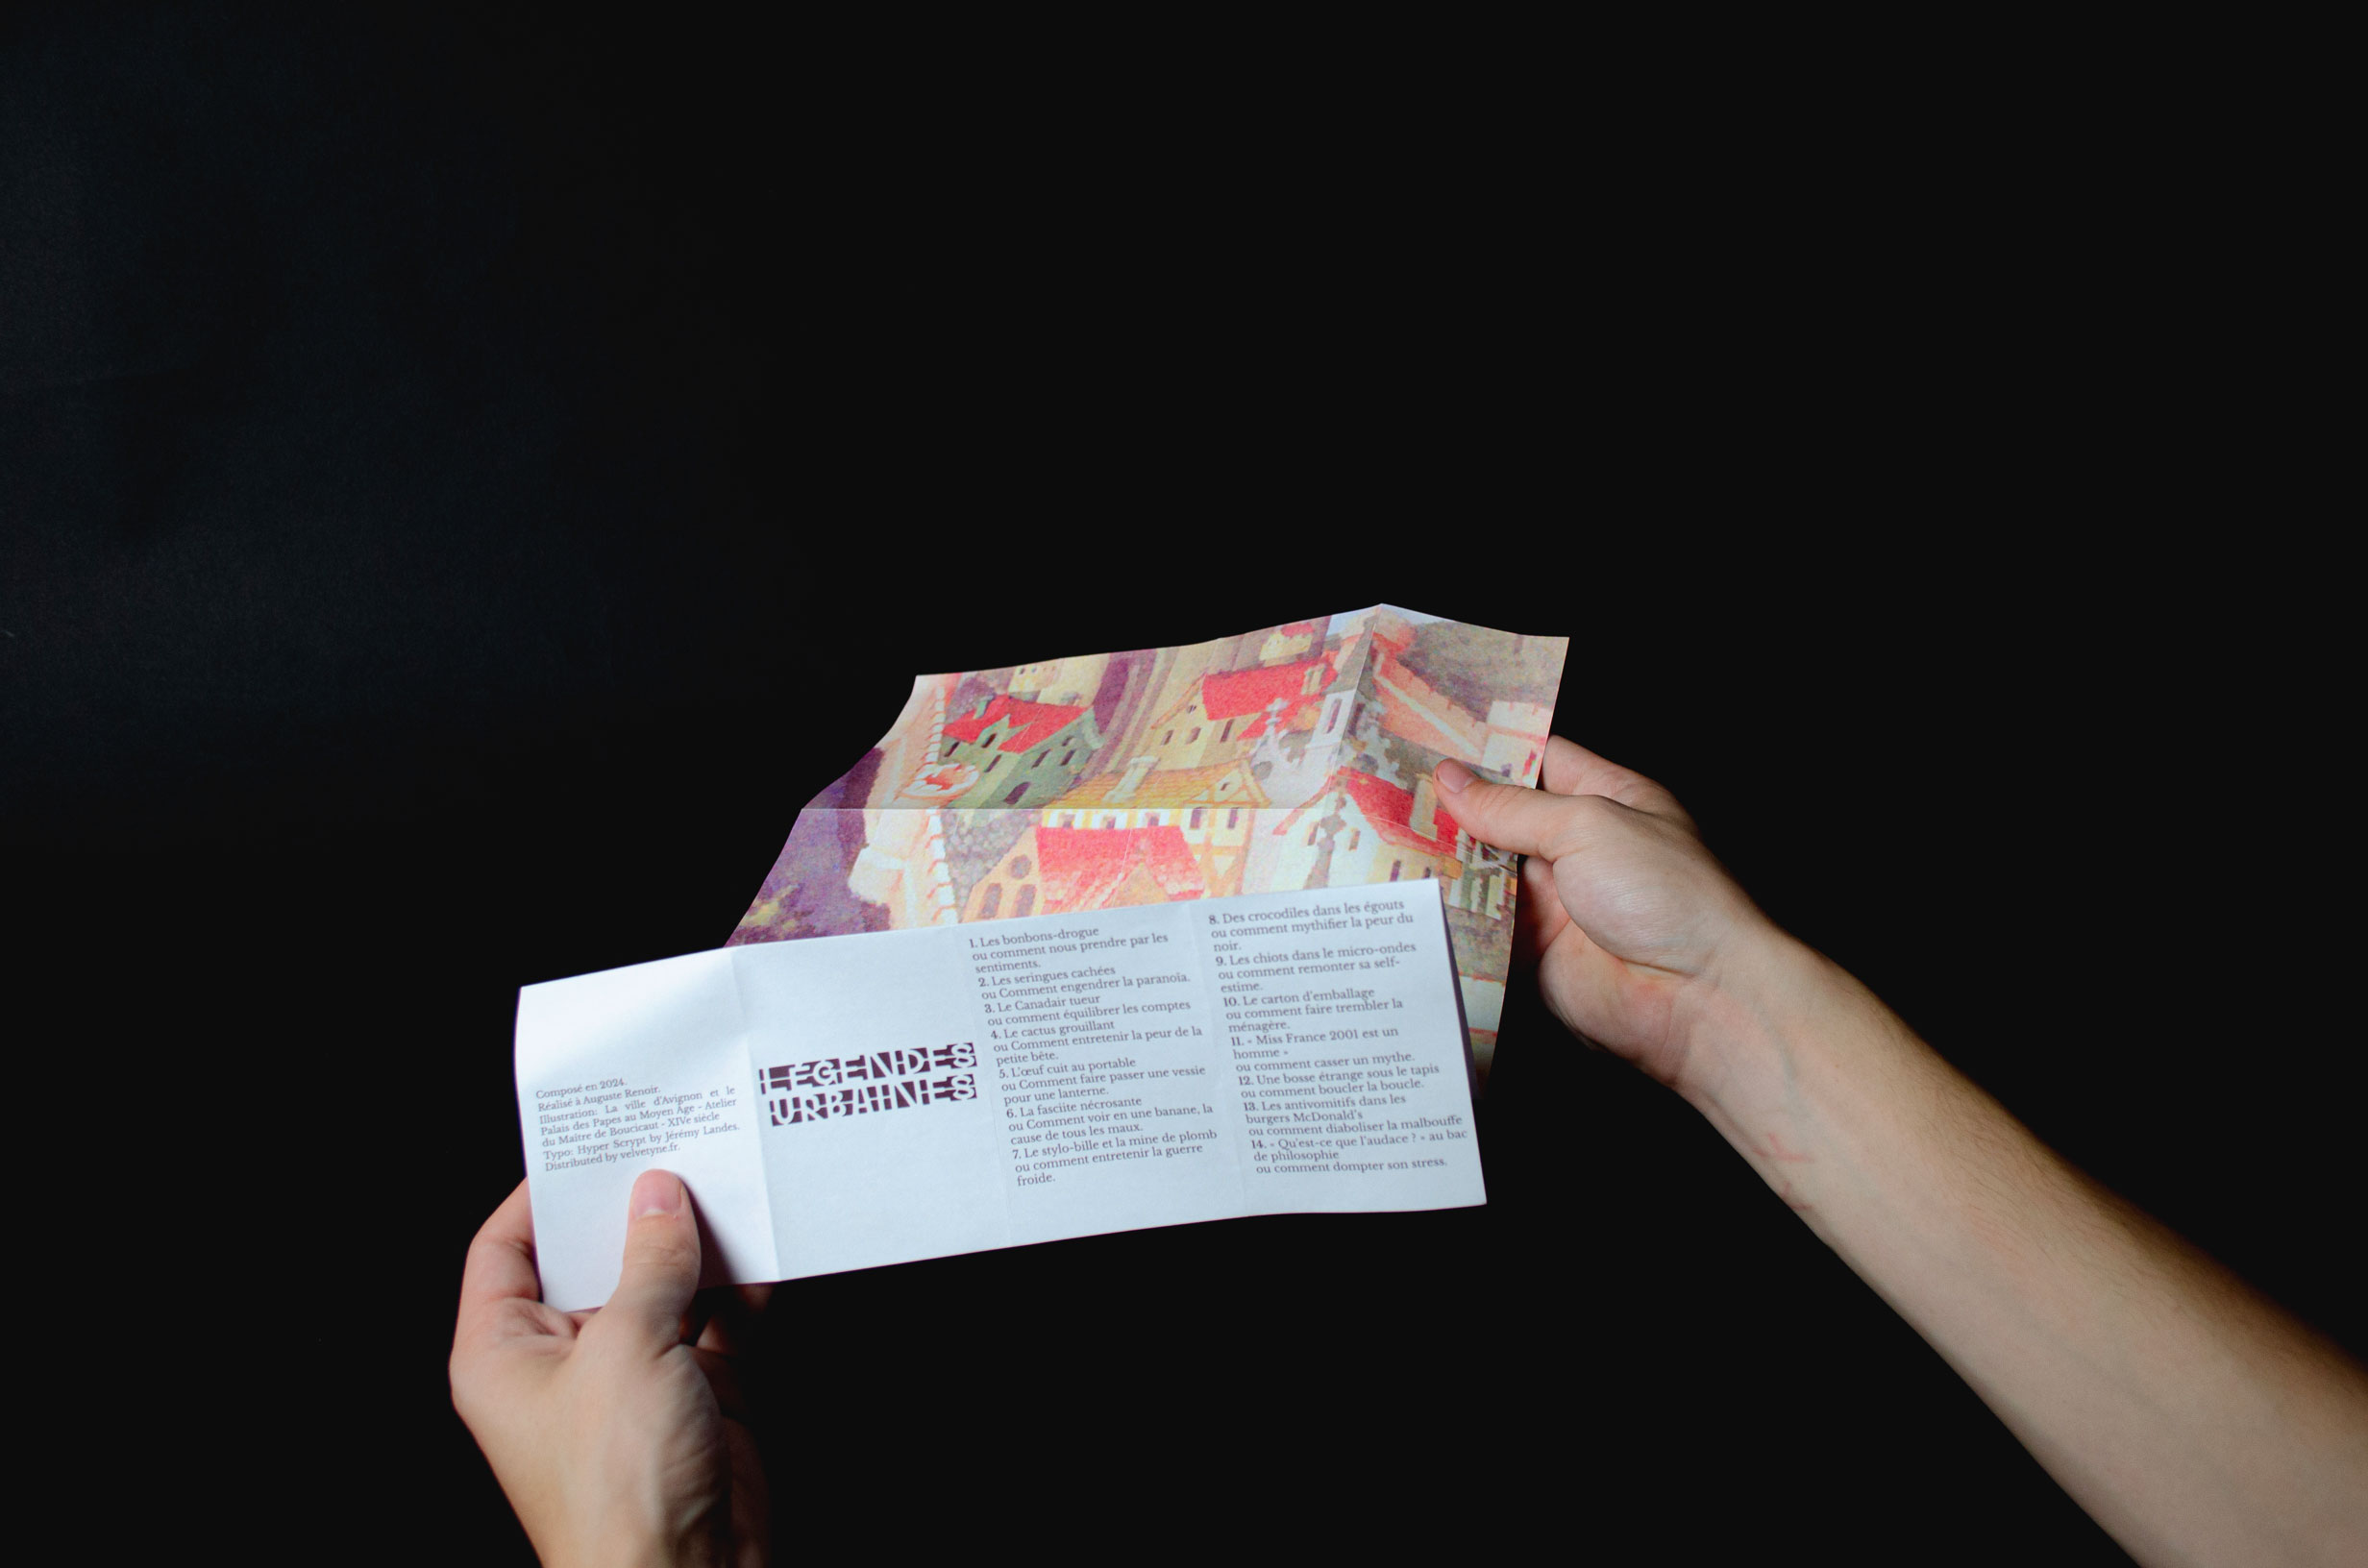 Composé en 2024.
Réalisé à Auguste Renoir.
Illustration: La ville d'Avignon et le
Palais des Papes au Moyen Âge - Atelier
du Maître de Boucicaut - XIVe siècle
Typo: Hyper Scrypt by Jérémy Landes.
Distributed by velvetyne.fr.
LEGENDES
URBAINES
1. Les bonbons-drogue
ou comment nous prendre par les
sentiments.
2. Les seringues cachées
ou Comment engendrer la paranoïa.
3. Le Canadair tueur
ou comment équilibrer les comptes
4. Le cactus grouillant
ou Comment entretenir la peur de la
petite bête.
5. L'œuf cuit au portable
ou Comment faire passer une vessie
pour une lanterne.
6. La fasciite nécrosante
ou Comment voir en une banane, la
cause de tous les maux.
7. Le stylo-bille et la mine de plomb
ou comment entretenir la guerre
froide.
8. Des crocodiles dans les égouts
ou comment mythifier la peur du
noir.
9. Les chiots dans le micro-ondes
ou comment remonter sa self-
estime.
10. Le carton d'emballage
ou comment faire trembler la
ménagère.
11. « Miss France 2001 est un
homme »
ou comment casser un mythe.
12. Une bosse étrange sous le tapis
ou comment boucler la boucle.
13. Les antivomitifs dans les
burgers McDonald's
ou comment diaboliser la malbouffe
14. « Qu'est-ce que l'audace ? » au bac
de philosophie
ou comment dompter son stress.